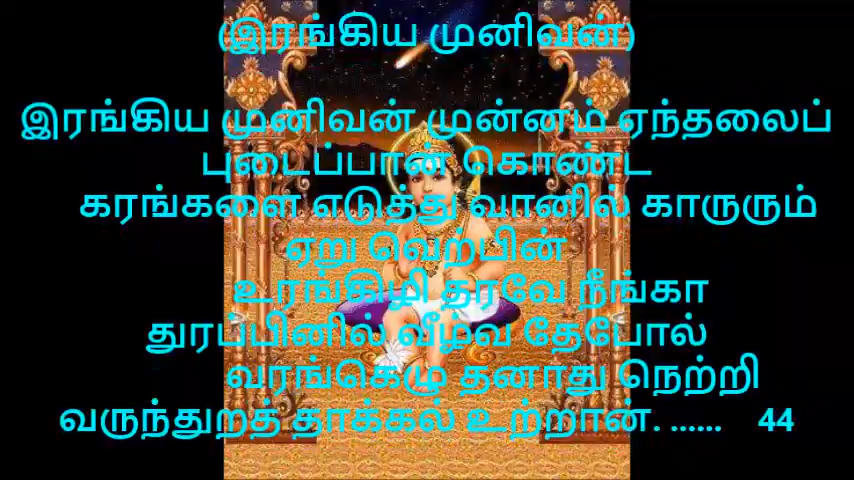 (இரங்கிய முனிவன்)
இரங்கிய முனிவன் முன்னம் ஏந்தலைப்
புடைப்பான் கொண்ட
கரங்களை எடுத்து வானில் காருரும்
ஏறு வெற்பின்
உரங்கிழி தரவே நீங்கா
துரப்பினில் வீழ்வ தேபோல்
வரங்கெழு தனாது நெற்றி
வருந்துறத் தாக்கல் உற்றான். ...... 44